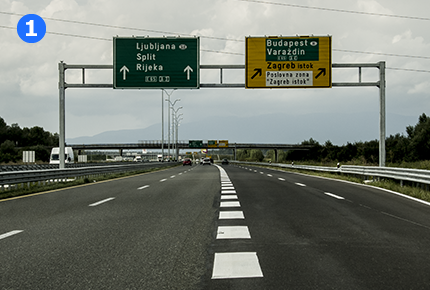 1
Ljubljana
Split
Rijeka
Budapest
Varaždin
Zagreb istok
Poslovna zona
"Zagreb istok"